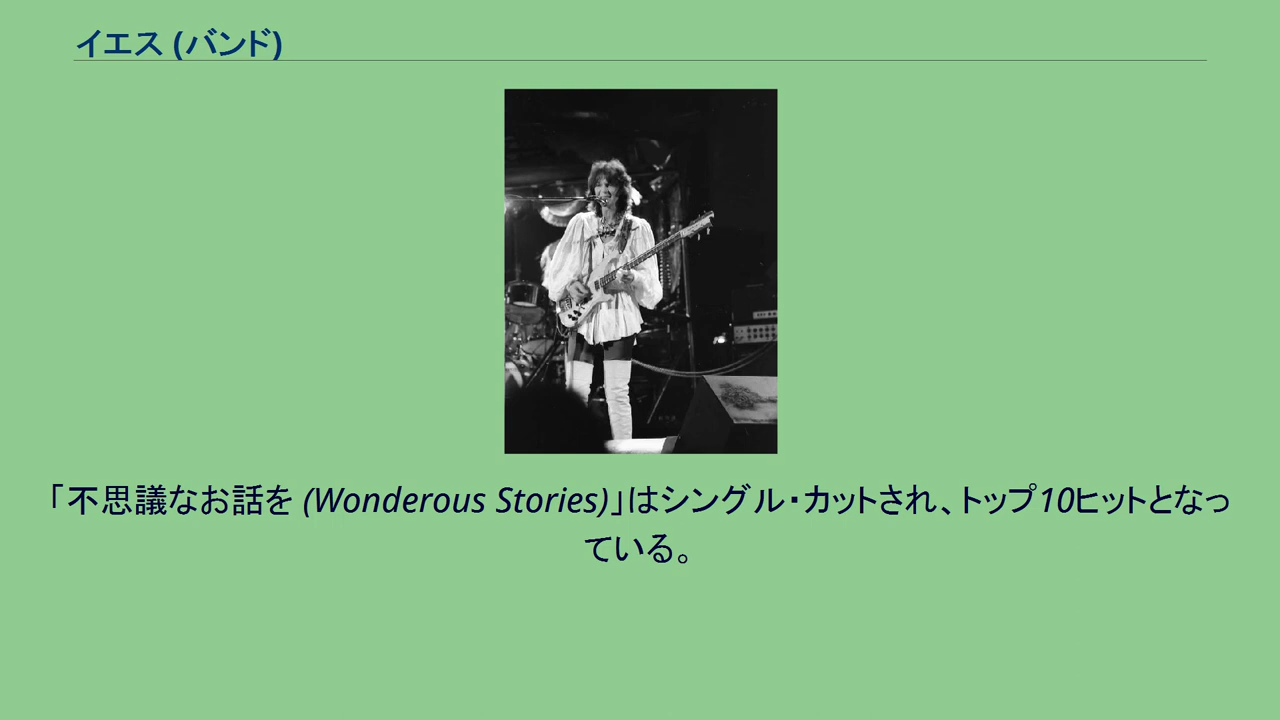 イエス (バンド)
「不思議なお話を (Wonderous Stories)」はシングル・カットされ、トップ10ヒットとなっ
ている。